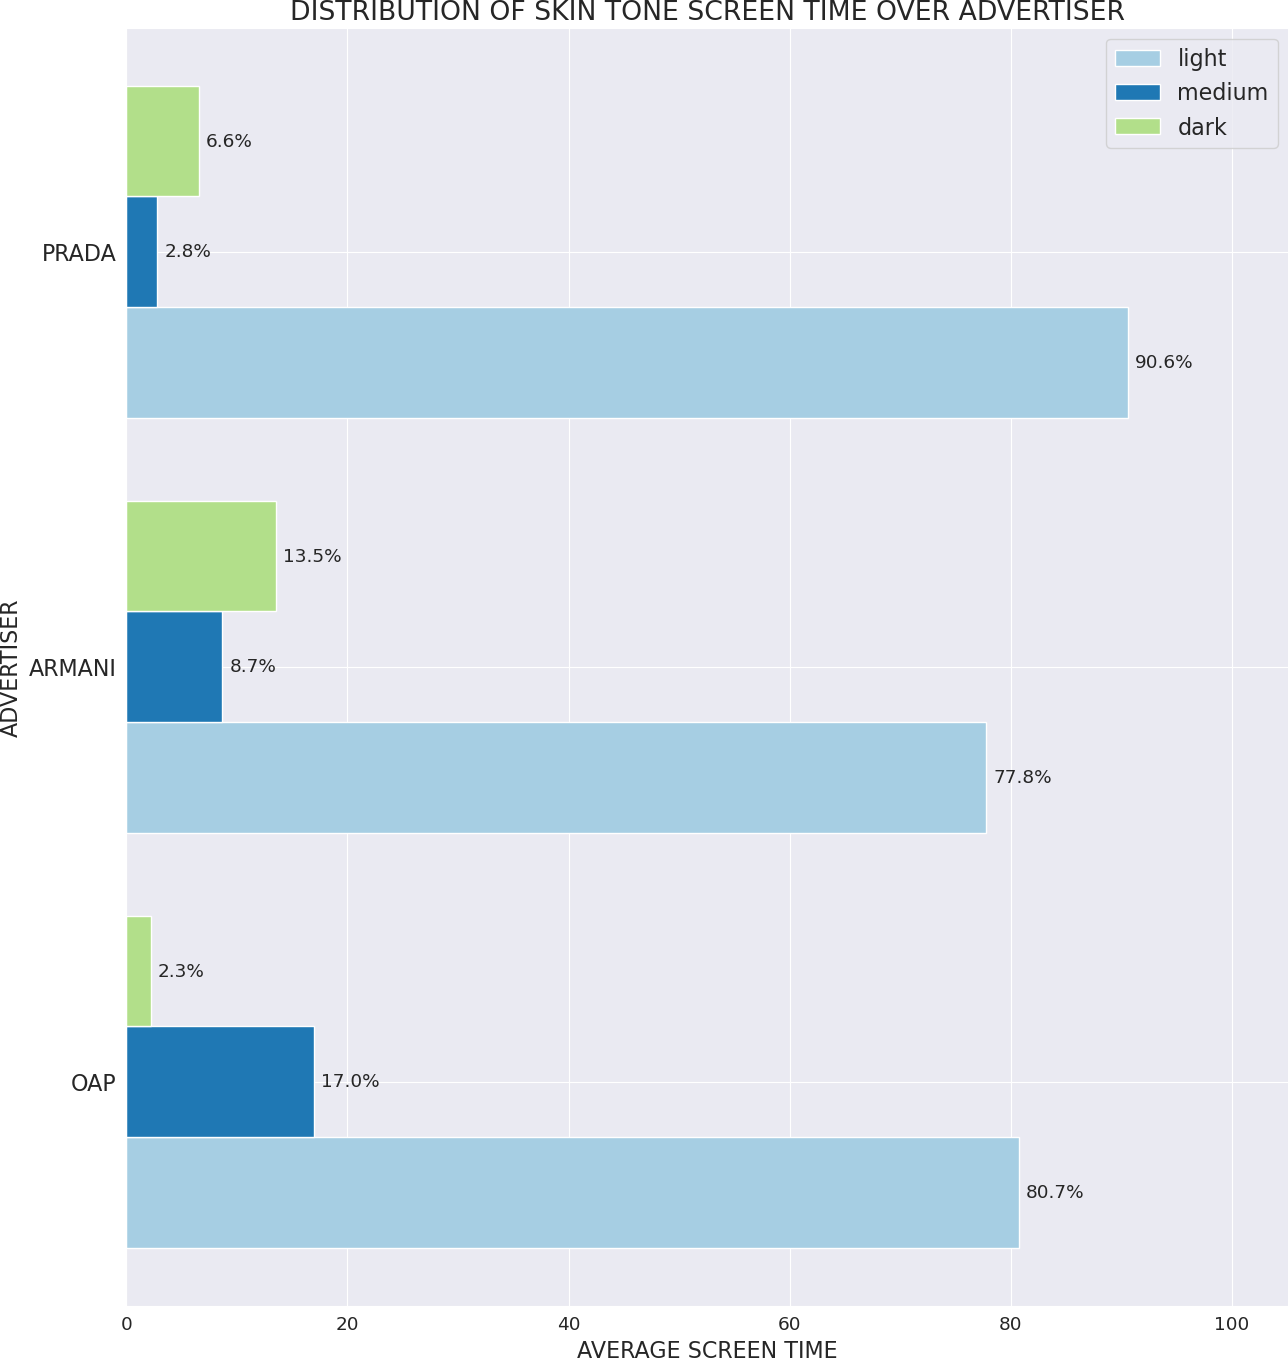 DISTRIBUTION OF SKIN TONE SCREEN TIME OVER ADVERTISER
light
medium
dark
6.6%
PRADA
2.8%
90.6%
13.5%
ADVERTISER
ARMANI
8.7%
77.8%
2.3%
OAP
17.0%
80.7%
0 20 40 60 80 100
AVERAGE SCREEN TIME